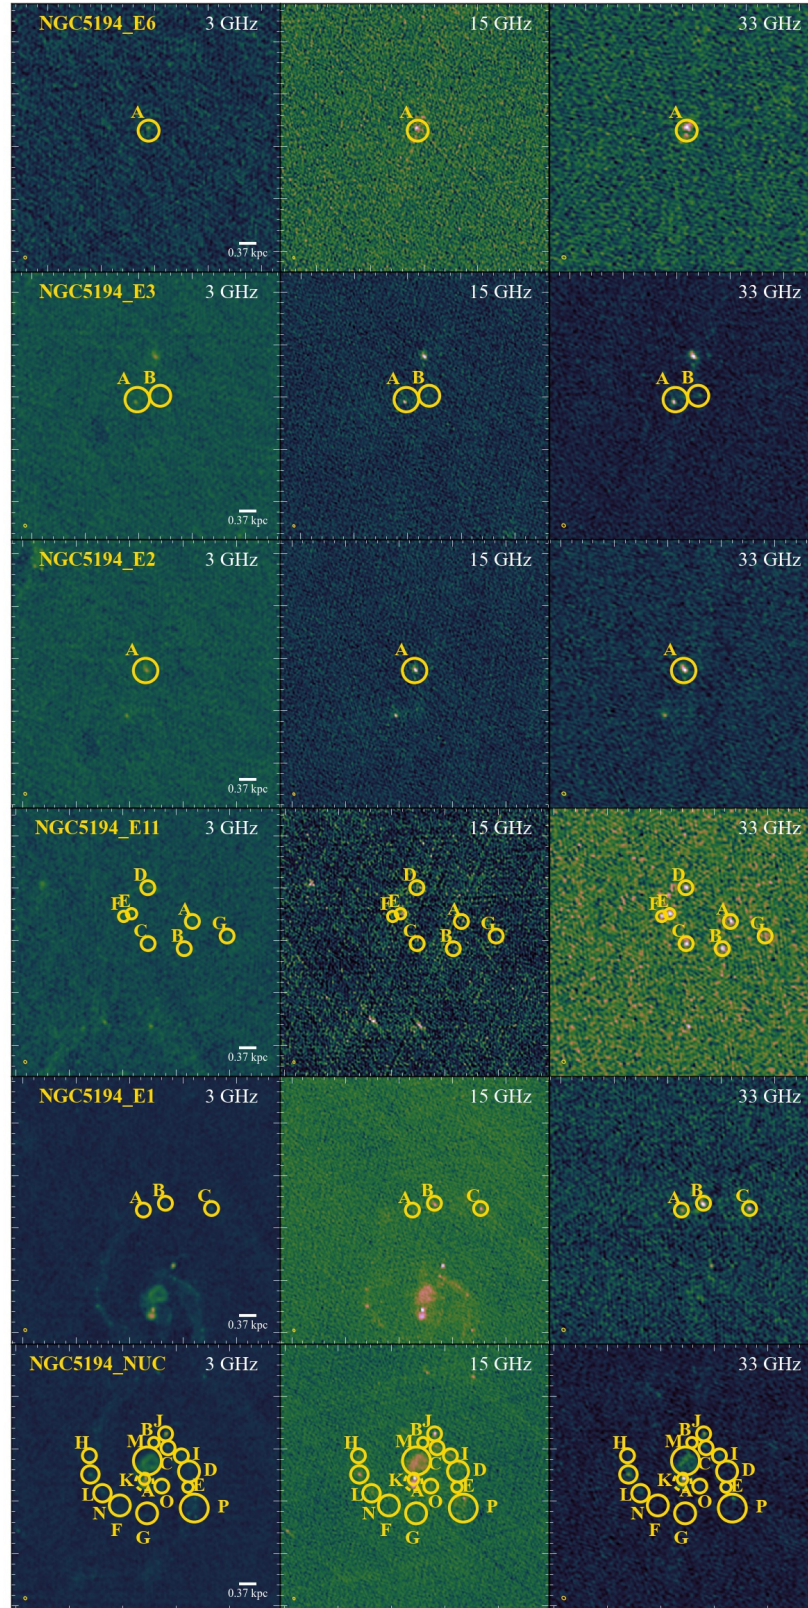 NGC5194_E6 3 GHz 15 GHz 33 GHz
A A A
0.37 kpc
NGC5194_E3 3 GHz 15 GHz 33 GHz
A B A B A B
0.37 kpc
NGC5194_E2 3 GHz 15 GHz 33 GHz
A A A
0.37 kpc
NGC5194_E11 3 GHz 15 GHz 33 GHz
D D D
F E A F E A F E A
C B G C B G C B G
0.37 kpc
NGC5194_E1 3 GHz 15 GHz 33 GHz
A B C A B C A B C
0.37 kpc
NGC5194_NUC 3 GHz 15 GHz 33 GHz
J J J
B B B
H M I H M I H M I
C D C D C D
K E K E K E
L A O L A O L A O
N P N P N P
F G F G F G
0.37 kpc